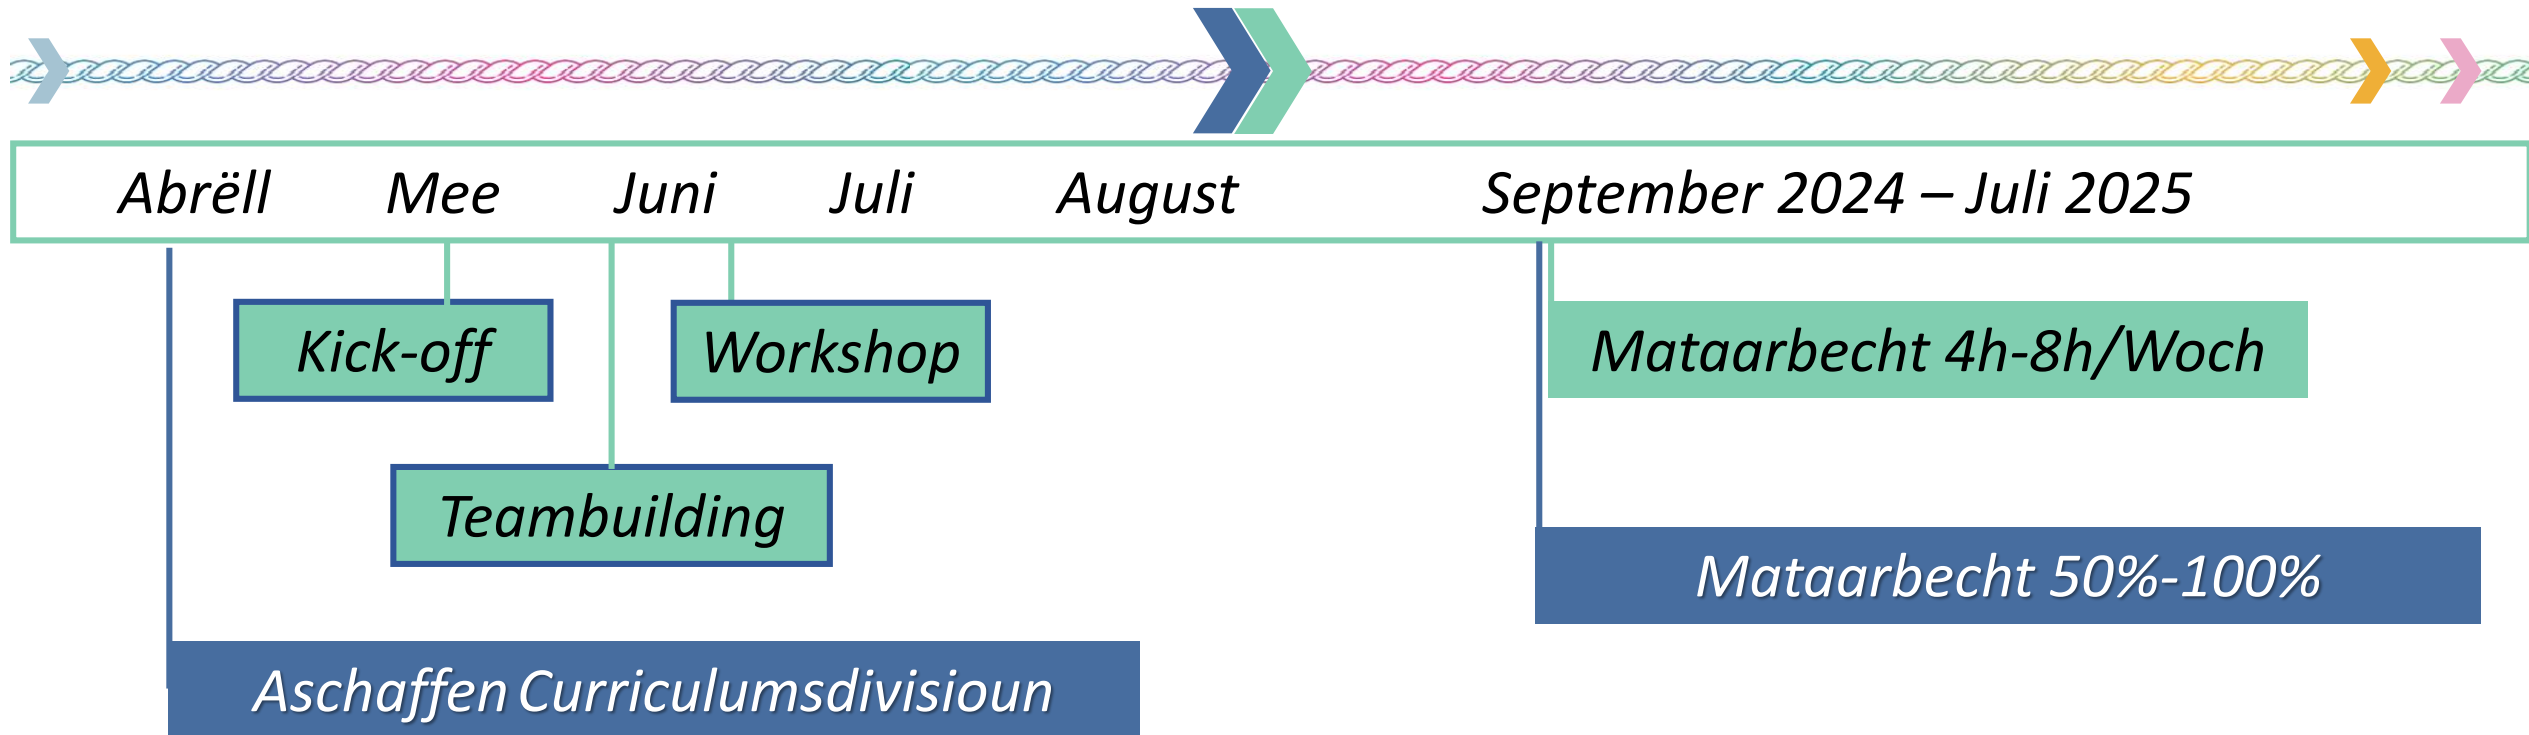 Abrëll Mee Juni Juli August September 2024 – Juli 2025
Kick-off Workshop Mataarbecht 4h-8h/Woch
Teambuilding
Mataarbecht 50%-100%
Aschaffen Curriculumsdivisioun